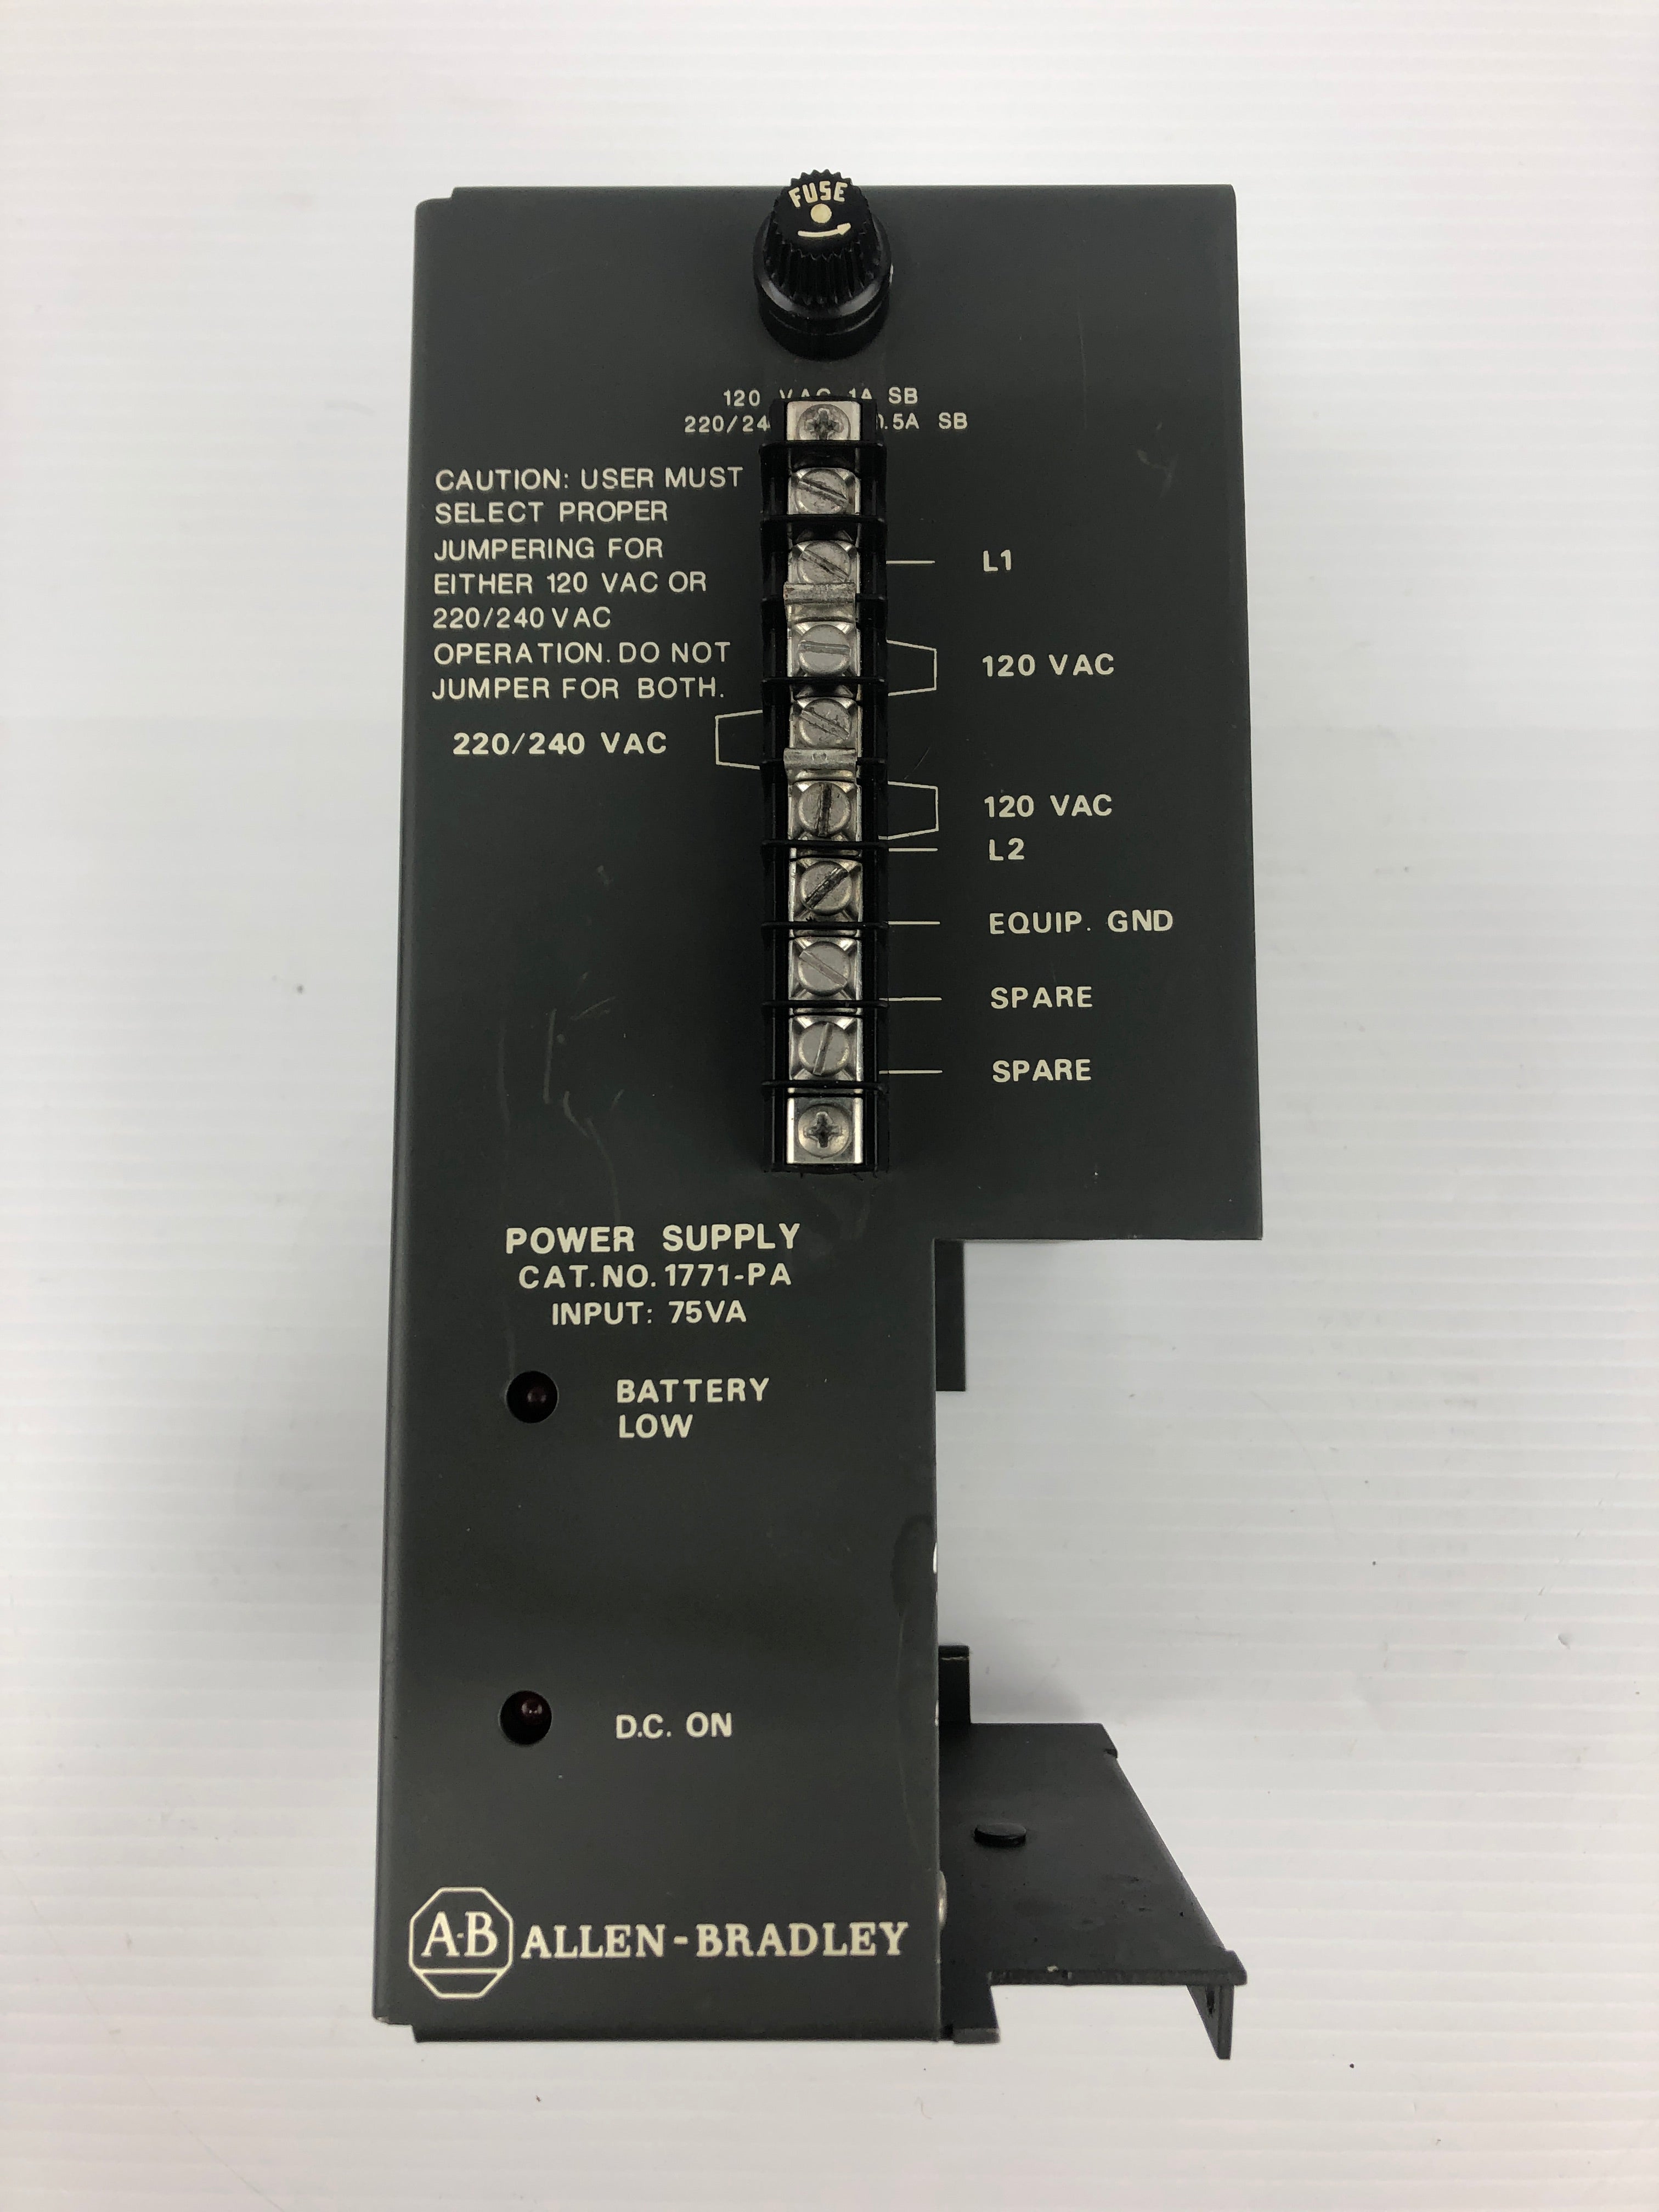 FUSE
120 VAC 1A SB
220/24 .5A SB
CAUTION: USER MUST
SELECT PROPER
JUMPERING FOR
EITHER 120 VAC OR
220/240 VAC
OPERATION. DO NOT
JUMPER FOR BOTH.
L1
120 VAC
220/240 VAC
120 VAC
L2
EQUIP. GND
SPARE
SPARE
POWER SUPPLY
CAT. NO. 1771-PA
INPUT: 75VA
BATTERY
LOW
D.C. ON
A-B ALLEN-BRADLEY